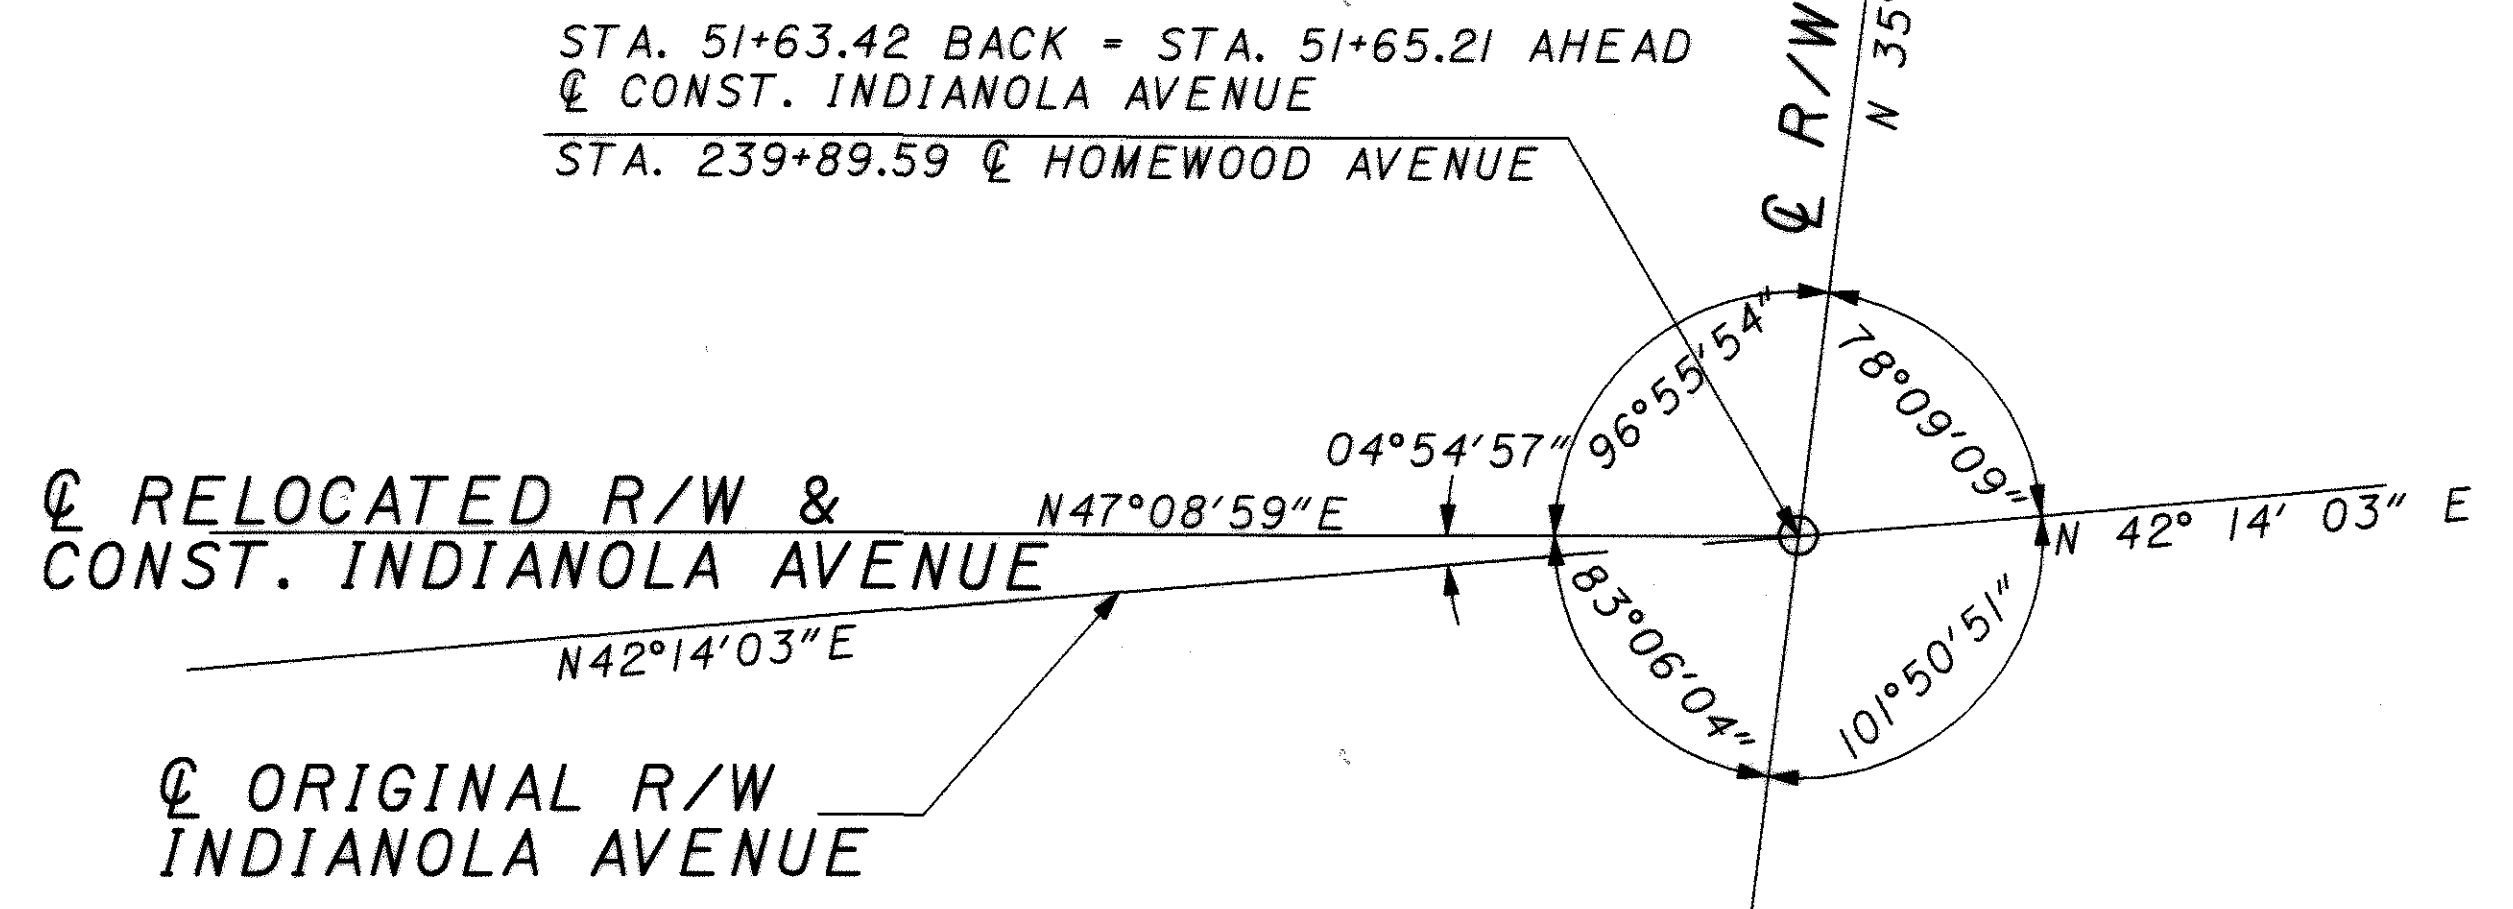 STA. 51+63.42 BACK = STA. 51+65.21 AHEAD
℄ CONST. INDIANOLA AVENUE
STA. 239+89.59 ℄ HOMEWOOD AVENUE
℄ R/W
N 35°
96°55'54"
78°09'09"
04°54'57"
℄ RELOCATED R/W &
CONST. INDIANOLA AVENUE
N47°08'59"E
N 42° 14' 03" E
83°06'04"
101°50'51"
N42°14'03"E
℄ ORIGINAL R/W
INDIANOLA AVENUE